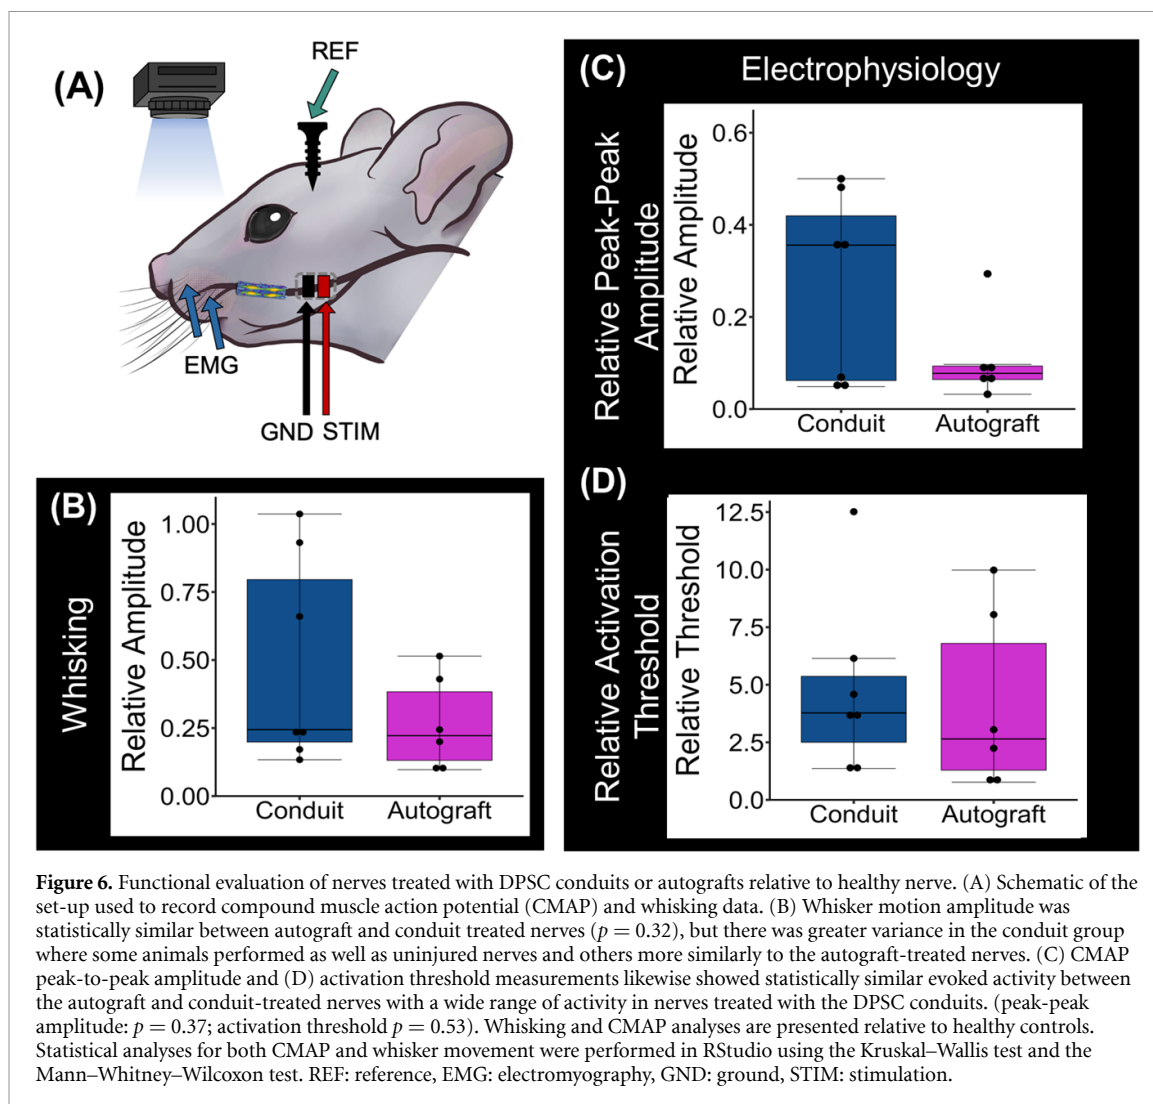 (A)
REF
EMG
GND STIM
(B)
Whisking
Relative Amplitude
1.00
0.75
0.50
0.25
0.00
Conduit
Autograft
(C)
Electrophysiology
Relative Peak-Peak
Amplitude
Relative Amplitude
0.6
0.4
0.2
0.0
Conduit
Autograft
(D)
Relative Activation
Threshold
Relative Threshold
12.5
10.0
7.5
5.0
2.5
0.0
Conduit
Autograft
Figure 6. Functional evaluation of nerves treated with DPSC conduits or autografts relative to healthy nerve. (A) Schematic of the
set-up used to record compound muscle action potential (CMAP) and whisking data. (B) Whisker motion amplitude was
statistically similar between autograft and conduit treated nerves (p = 0.32), but there was greater variance in the conduit group
where some animals performed as well as uninjured nerves and others more similarly to the autograft-treated nerves. (C) CMAP
peak-to-peak amplitude and (D) activation threshold measurements likewise showed statistically similar evoked activity between
the autograft and conduit-treated nerves with a wide range of activity in nerves treated with the DPSC conduits. (peak-peak
amplitude: p = 0.37; activation threshold p = 0.53). Whisking and CMAP analyses are presented relative to healthy controls.
Statistical analyses for both CMAP and whisker movement were performed in RStudio using the Kruskal–Wallis test and the
Mann–Whitney–Wilcoxon test. REF: reference, EMG: electromyography, GND: ground, STIM: stimulation.